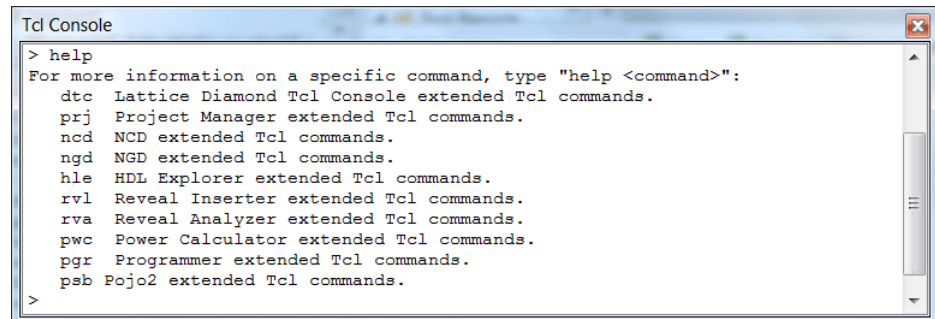 Tcl Console
> help
For more information on a specific command, type "help <command>":
dtc Lattice Diamond Tcl Console extended Tcl commands.
prj Project Manager extended Tcl commands.
ncd NCD extended Tcl commands.
ngd NGD extended Tcl commands.
hle HDL Explorer extended Tcl commands.
rvl Reveal Inserter extended Tcl commands.
rva Reveal Analyzer extended Tcl commands.
pwc Power Calculator extended Tcl commands.
pgr Programmer extended Tcl commands.
psb Pojo2 extended Tcl commands.
>